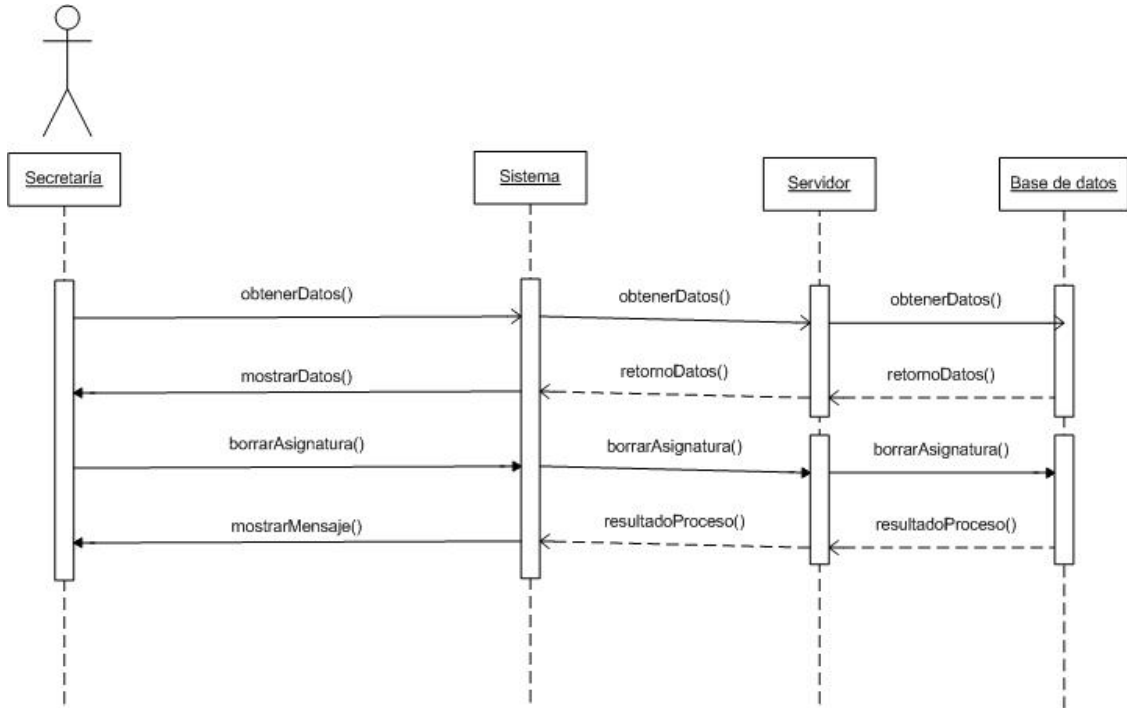 Secretaría
Sistema
Servidor
Base de datos
obtenerDatos()
obtenerDatos()
obtenerDatos()
mostrarDatos()
retornoDatos()
retornoDatos()
borrarAsignatura()
borrarAsignatura()
borrarAsignatura()
mostrarMensaje()
resultadoProceso()
resultadoProceso()